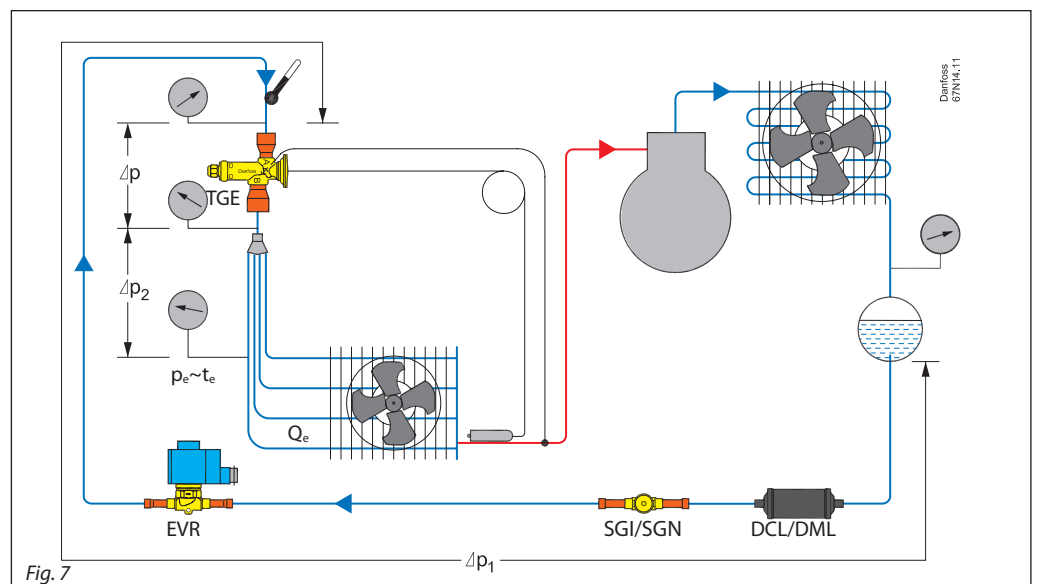 Danfoss
67N14.11
Δp
Danfoss
A
B
TGE
Δp₂
pₑ~tₑ
Qₑ
EVR
SGI/SGN
DCL/DML
Δp₁
Fig. 7